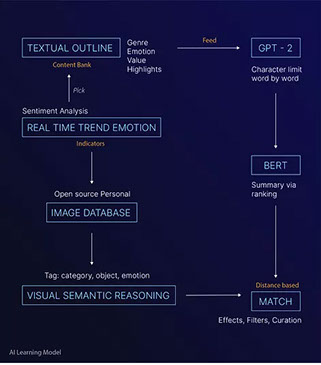 TEXTUAL OUTLINE
Content Bank
Genre
Emotion
Value
Highlights
Feed
GPT - 2
Character limit
word by word
Pick
Sentiment Analysis
REAL TIME TREND EMOTION
Indicators
BERT
Summary via
ranking
Open source Personal
IMAGE DATABASE
Tag: category, object, emotion
VISUAL SEMANTIC REASONING
Distance based
MATCH
Effects, Filters, Curation
AI Learning Model